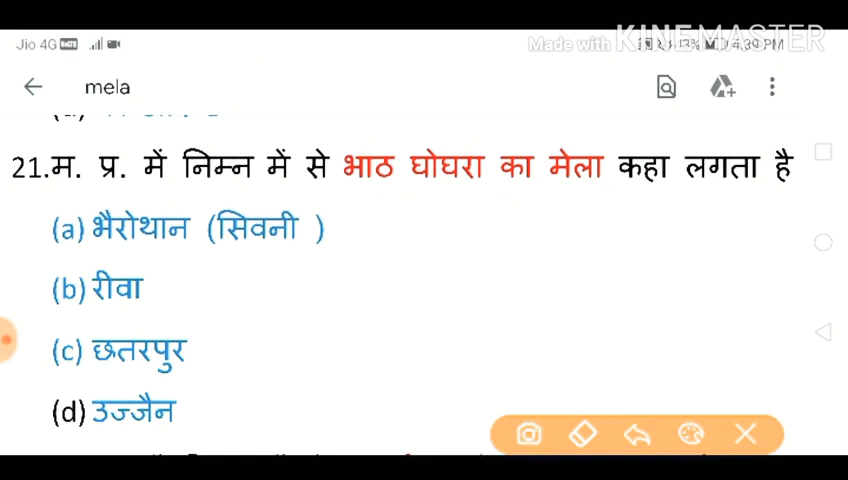 Made with KINEMASTER
Jio 4G 4:39 PM
mela
21.म. प्र. में निम्न में से भाठ घोघरा का मेला कहा लगता है
(a) भैरोथान (सिवनी )
(b) रीवा
(c) छतरपुर
(d) उज्जैन